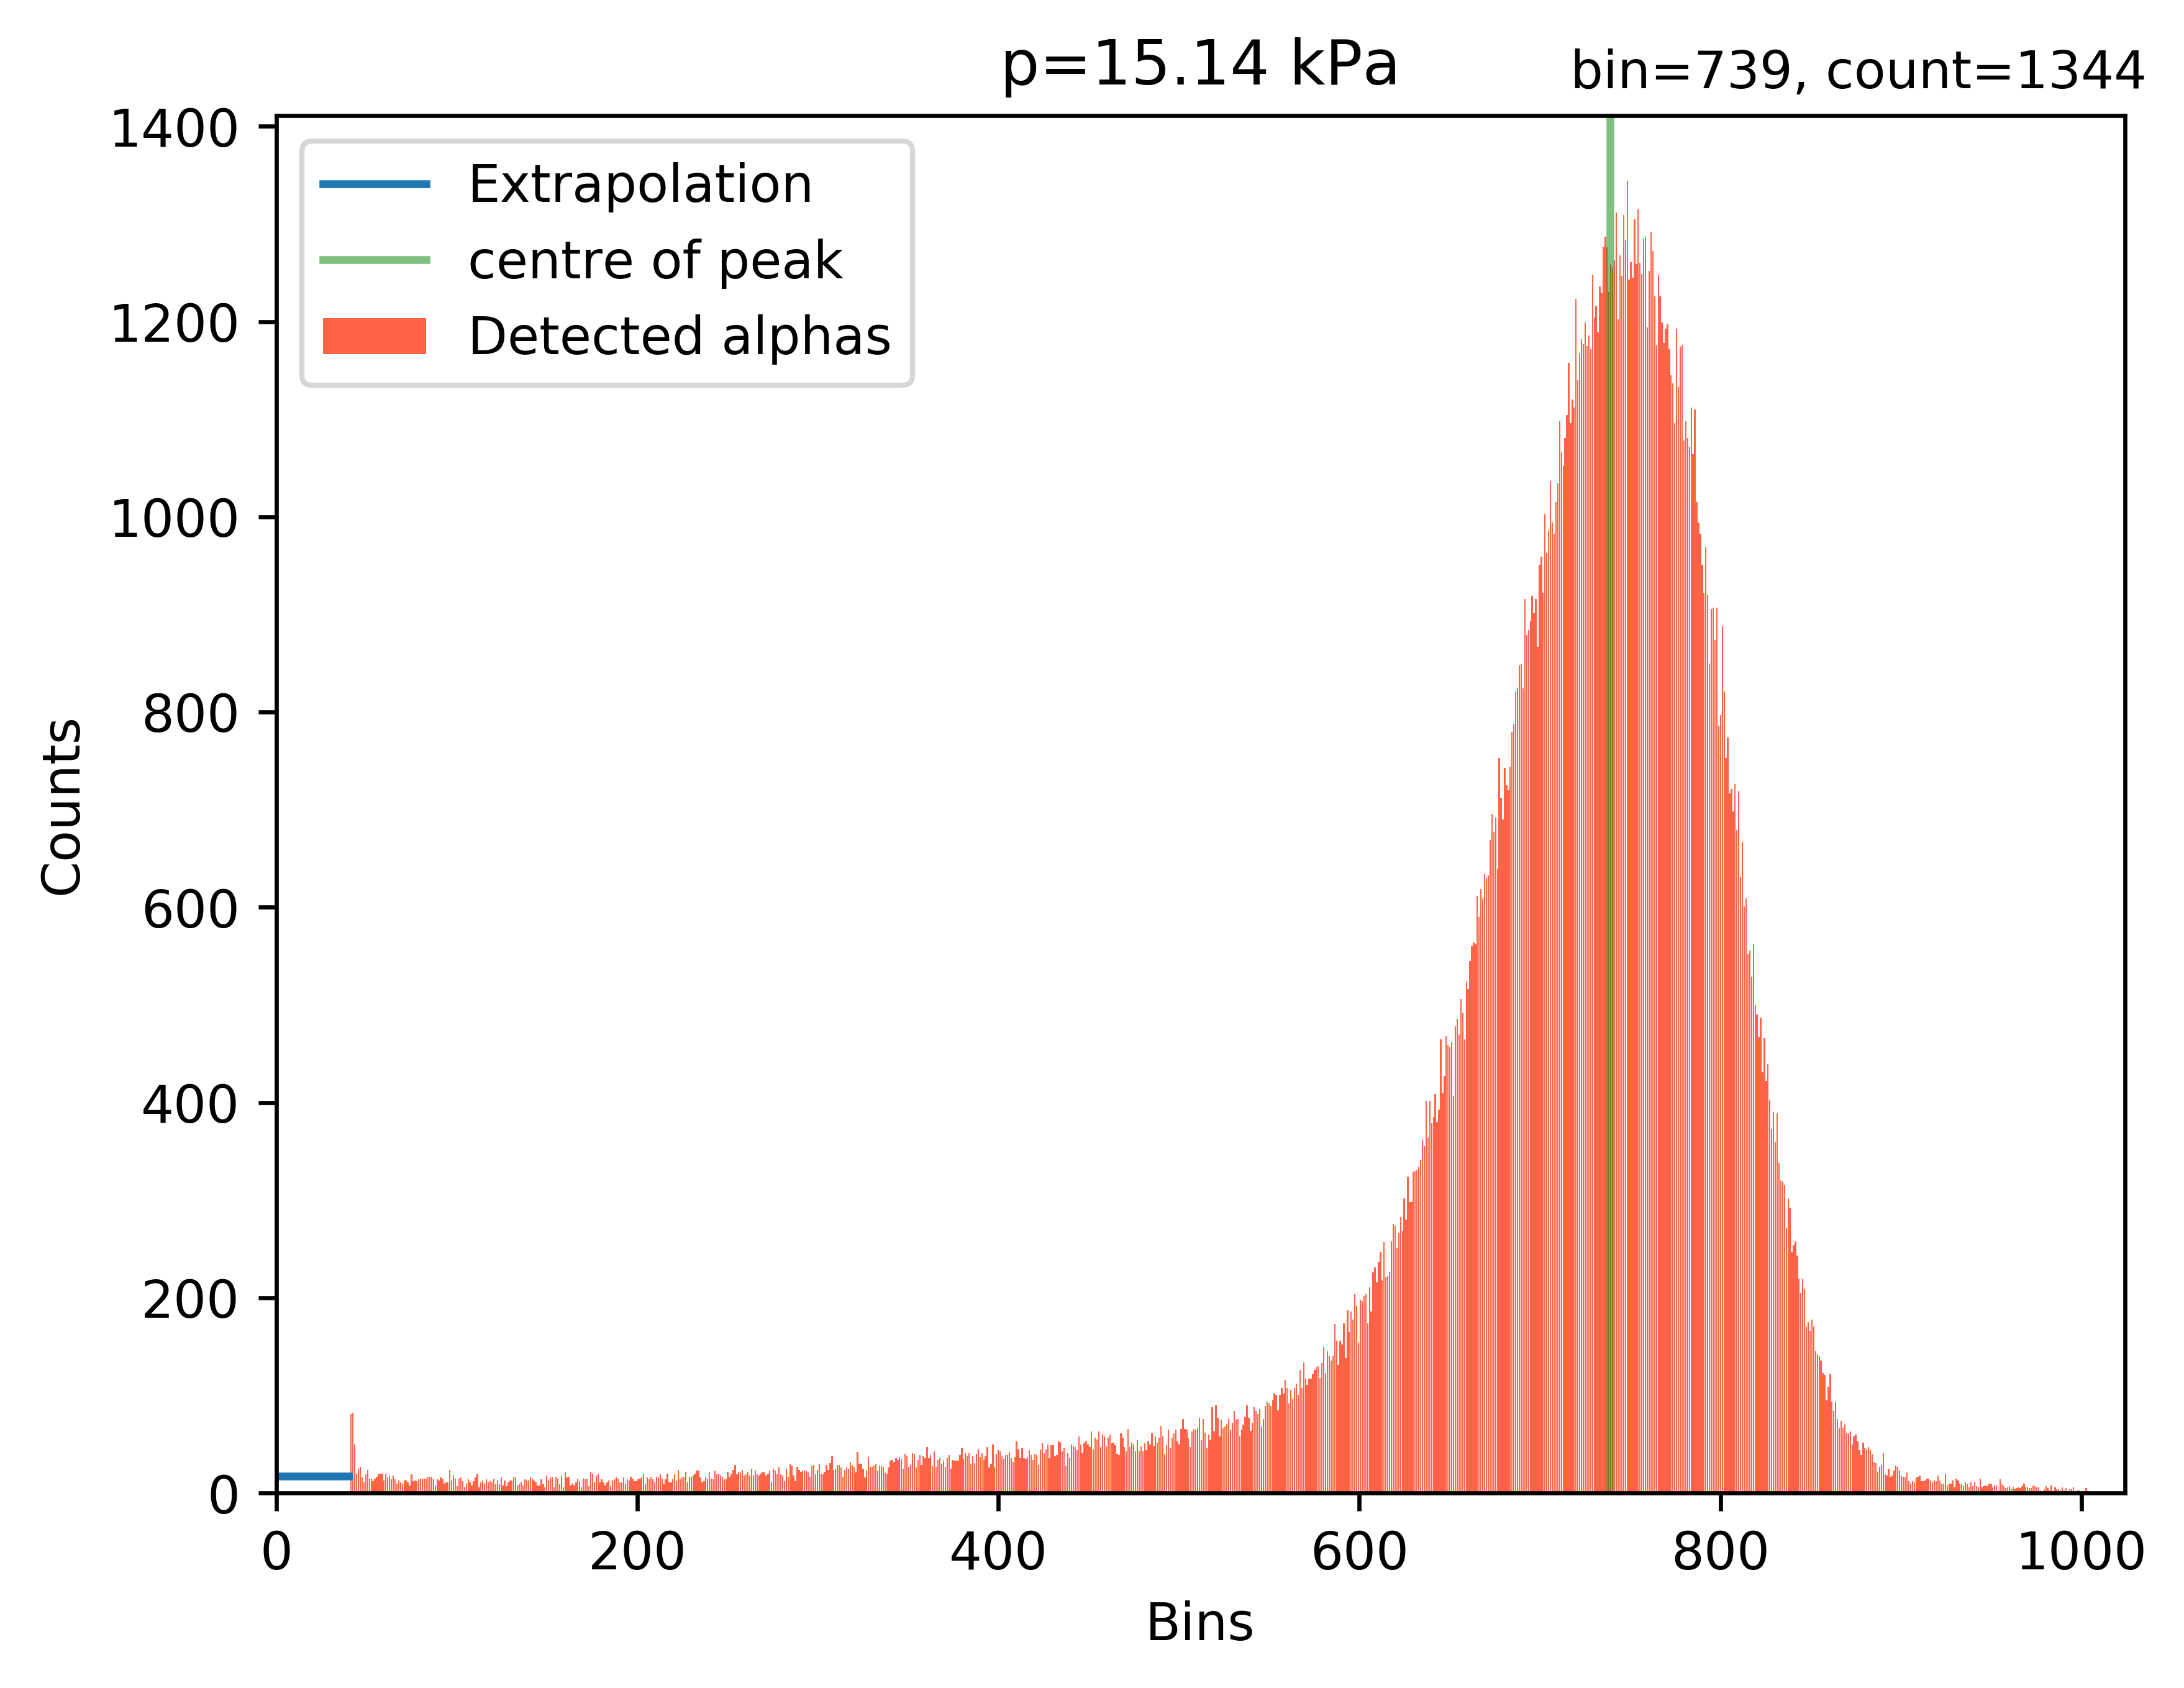 p=15.14 kPa
bin=739, count=1344
1400
1200
1000
800
600
400
200
0
Counts
Extrapolation
centre of peak
Detected alphas
0 200 400 600 800 1000
Bins